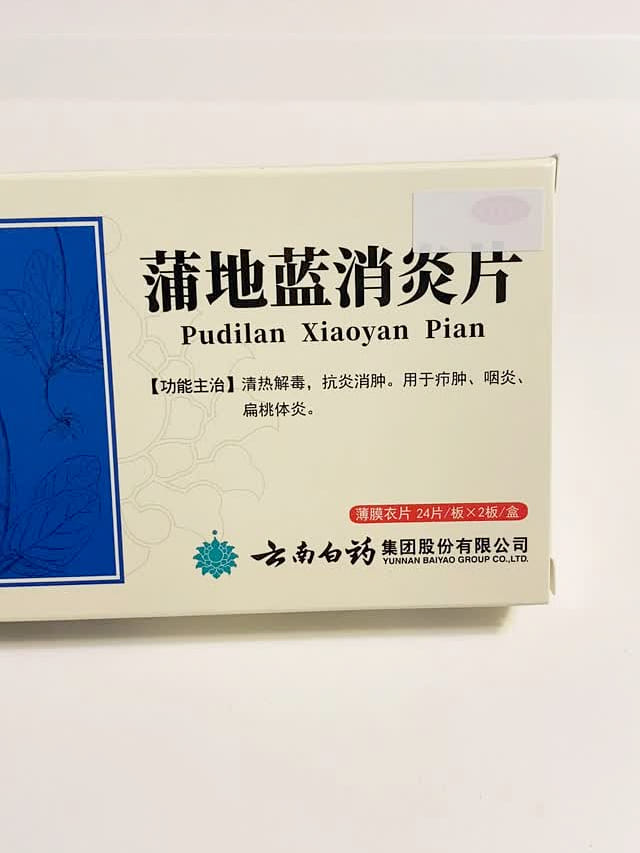 蒲地蓝消炎片
Pudilan Xiaoyan Pian
【功能主治】清热解毒，抗炎消肿。用于疖肿、咽炎、
扁桃体炎。
薄膜衣片 24片/板×2板/盒
云南白药 集团股份有限公司
YUNNAN BAIYAO GROUP CO.,LTD.